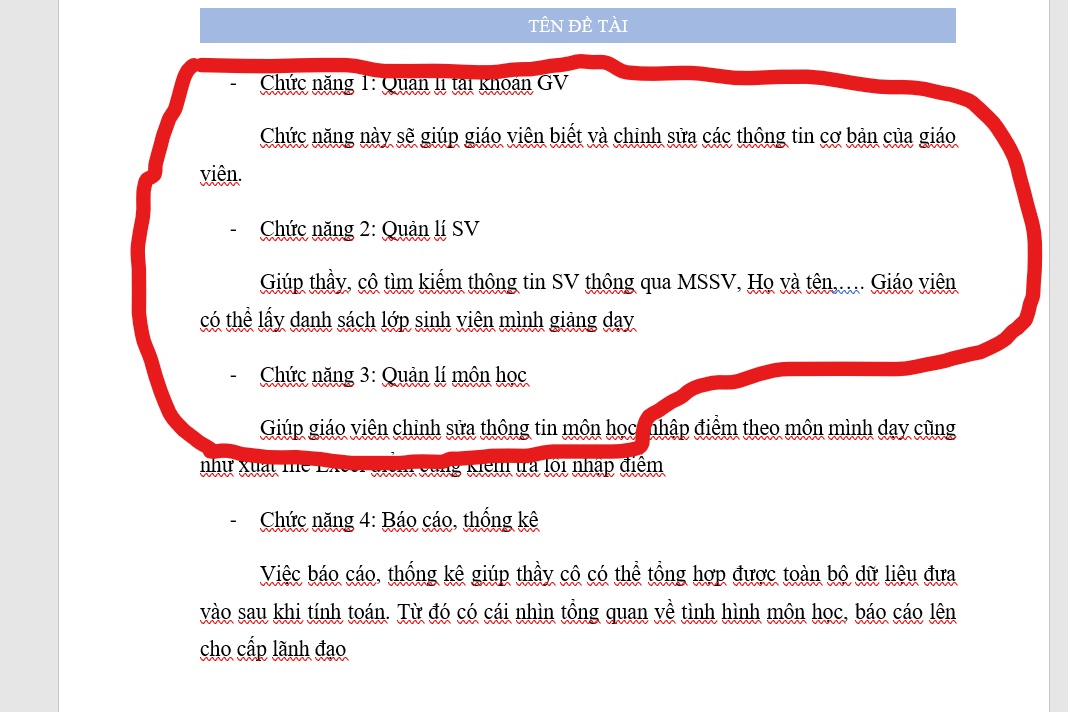 TÊN ĐỀ TÀI
- Chức năng 1: Quản lí tài khoản GV
Chức năng này sẽ giúp giáo viên biết và chỉnh sửa các thông tin cơ bản của giáo
viên.
- Chức năng 2: Quản lí SV
Giúp thầy, cô tìm kiếm thông tin SV thông qua MSSV, Họ và tên,…. Giáo viên
có thể lấy danh sách lớp sinh viên mình giảng dạy
- Chức năng 3: Quản lí môn học
Giúp giáo viên chỉnh sửa thông tin môn học, nhập điểm theo môn mình dạy cũng
như xuất file Excel điểm cũng kiểm tra lỗi nhập điểm
- Chức năng 4: Báo cáo, thống kê
Việc báo cáo, thống kê giúp thầy cô có thể tổng hợp được toàn bộ dữ liệu đưa
vào sau khi tính toán. Từ đó có cái nhìn tổng quan về tình hình môn học, báo cáo lên
cho cấp lãnh đạo